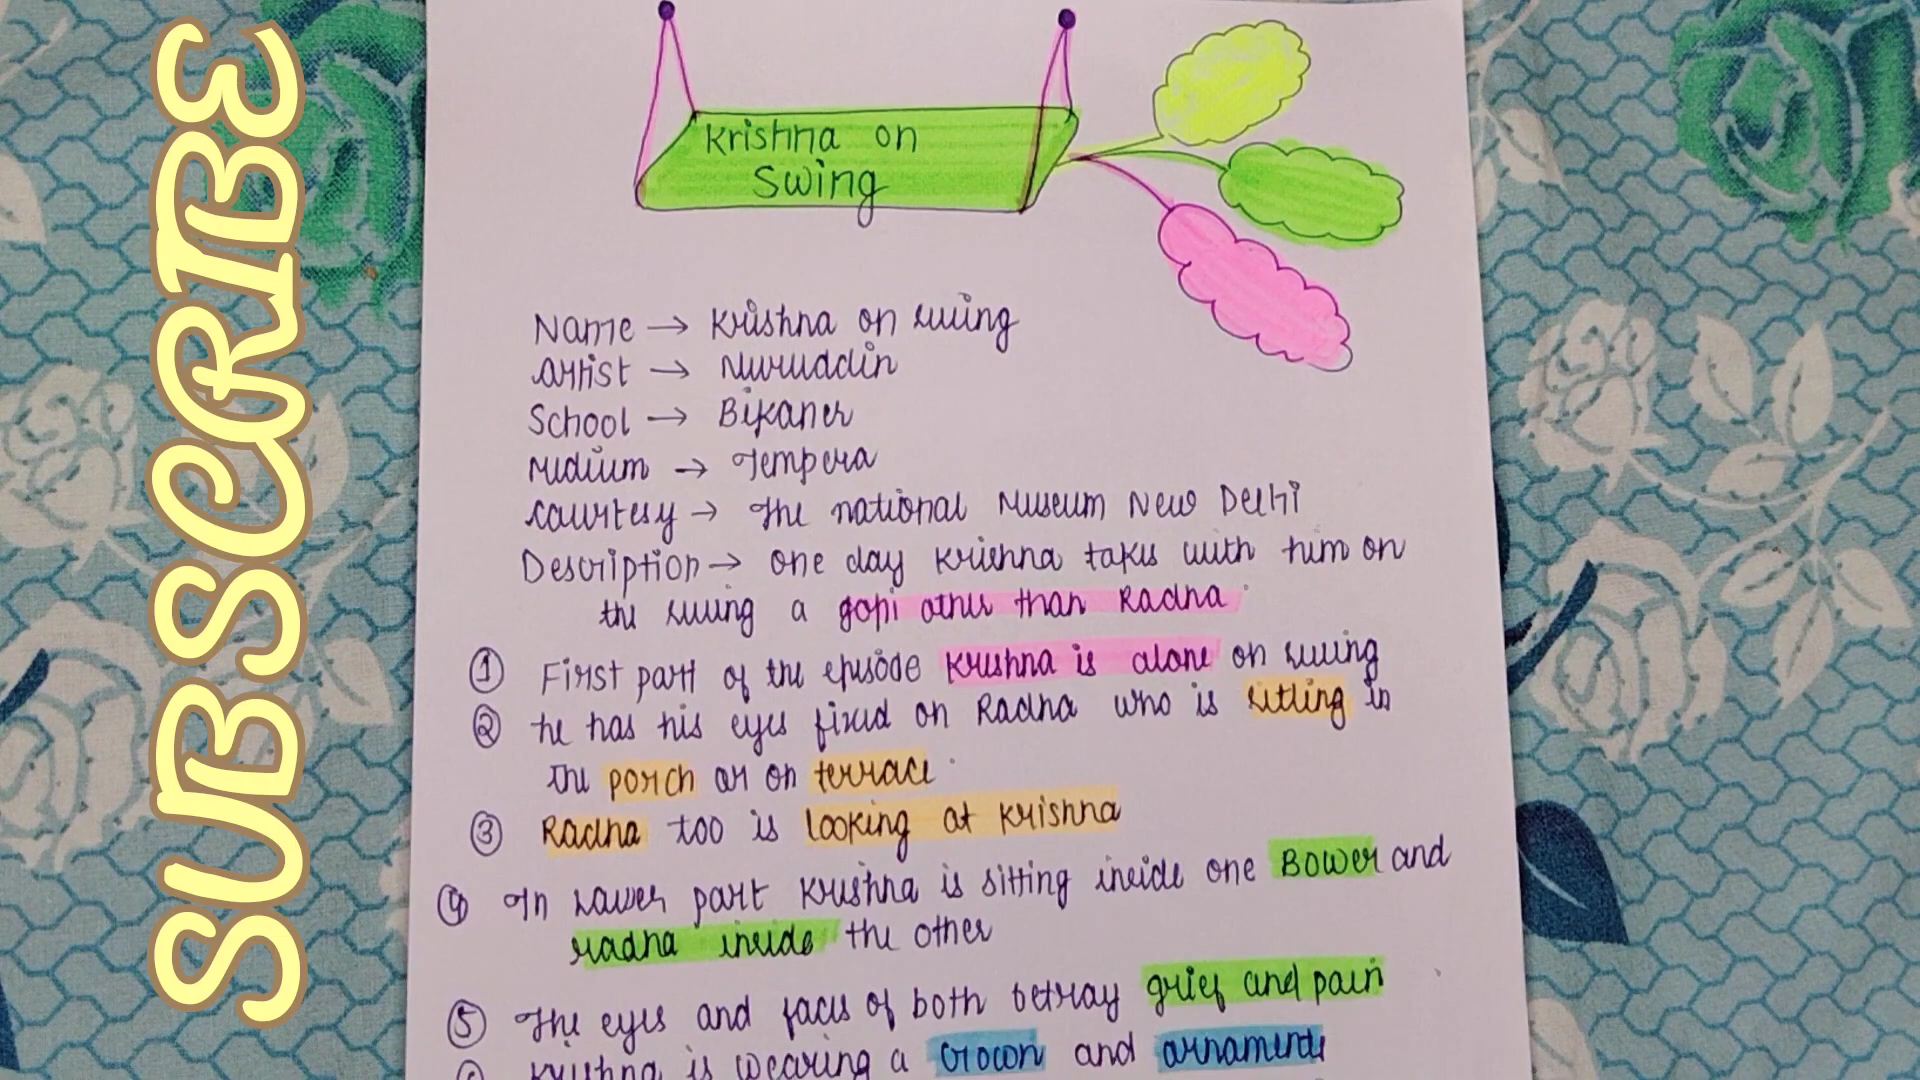 SUBSCRIBE
Krishna on
Swing
Name → Krishna on swing
Artist → Nuruddin
School → Bikaner
Medium → Tempera
Courtesy → The national Museum New Delhi
Description → one day Krishna takes with him on
the swing a gopi other than Radha
① First part of the episode Krishna is alone on swing
② he has his eyes fixed on Radha who is sitting in
the porch or on terrace
③ Radha too is looking at Krishna
④ In lower part Krishna is sitting inside one Bower and
radha inside the other
⑤ The eyes and faces of both betray grief and pain
⑥ Krishna is wearing a crown and ornaments